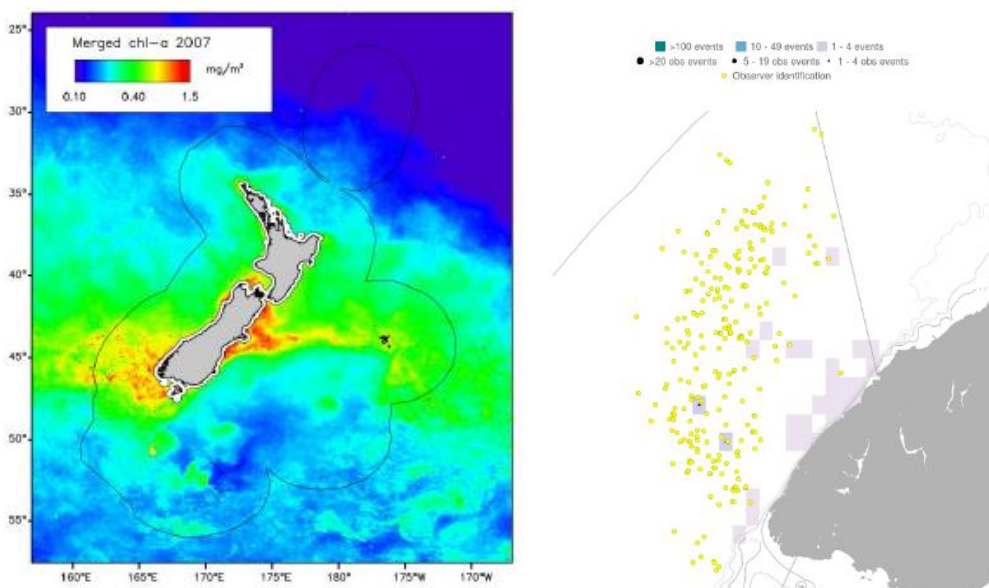 Merged chl-a 2007
mg/m³
0.10 0.40 1.5
25°
30°
35°
40°
45°
50°
55°
160°E 165°E 170°E 175°E 180° 175°W 170°W
>100 events 10 - 49 events 1 - 4 events
>20 obs events 5 - 19 obs events 1 - 4 obs events
Observer identification